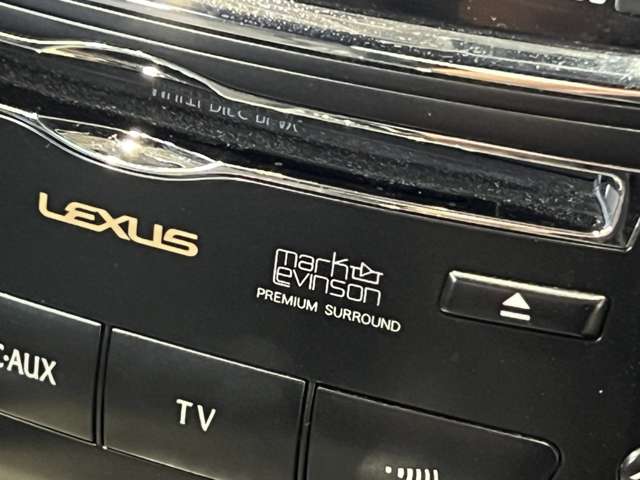 LEXUS
mark
Levinson
PREMIUM SURROUND
C·AUX
TV